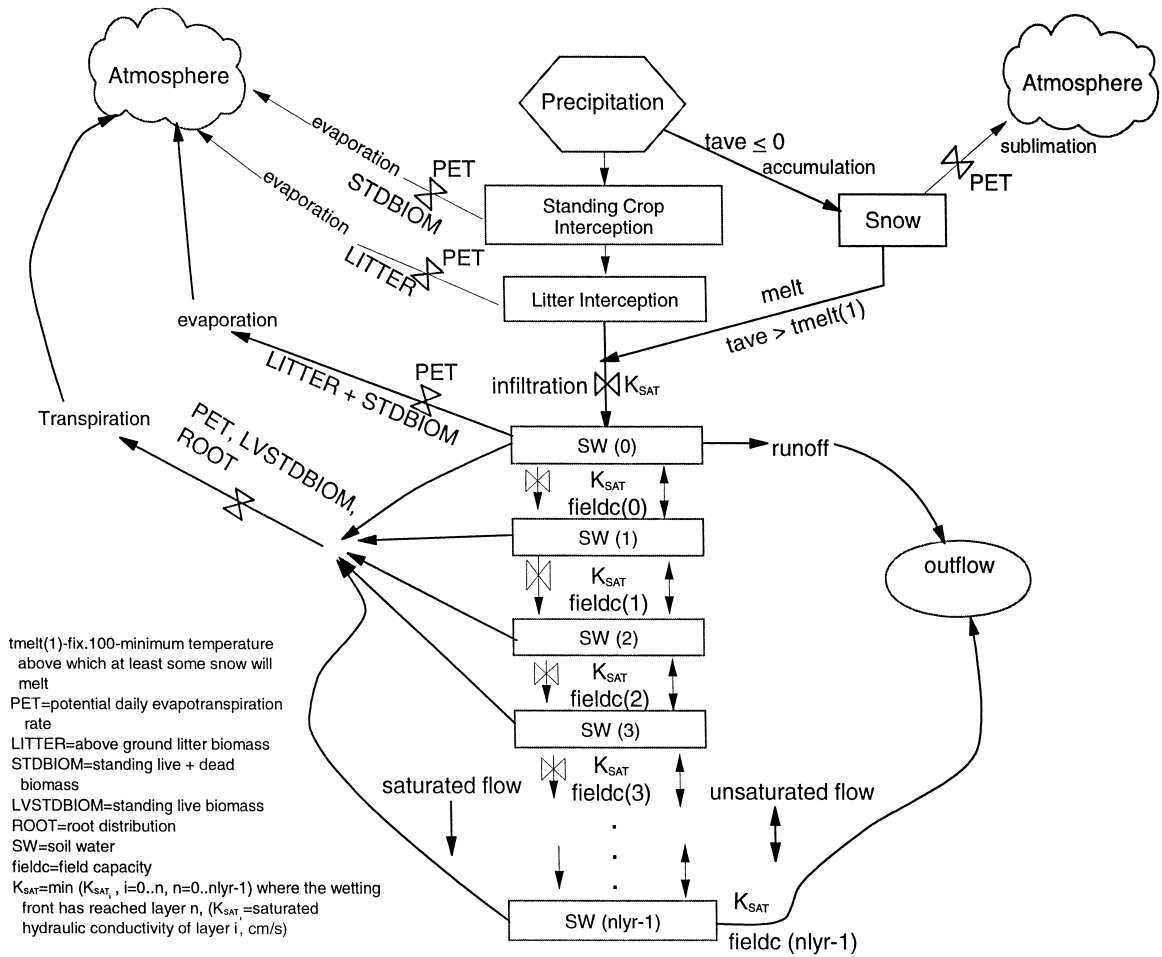 Atmosphere
Precipitation
Atmosphere
tave ≤ 0
accumulation
sublimation
PET
evaporation
PET
STDBIOM
Standing Crop
Interception
Snow
evaporation
PET
LITTER
Litter Interception
melt
tave > tmelt(1)
evaporation
PET
LITTER + STDBIOM
infiltration
KSAT
Transpiration
PET, LVSTDBIOM,
ROOT
SW (0)
runoff
KSAT
fieldc(0)
SW (1)
outflow
KSAT
fieldc(1)
SW (2)
KSAT
fieldc(2)
SW (3)
KSAT
fieldc(3)
saturated flow
unsaturated flow
.
.
.
SW (nlyr-1)
KSAT
fieldc (nlyr-1)
tmelt(1)-fix.100-minimum temperature
above which at least some snow will
melt
PET=potential daily evapotranspiration
rate
LITTER=above ground litter biomass
STDBIOM=standing live + dead
biomass
LVSTDBIOM=standing live biomass
ROOT=root distribution
SW=soil water
fieldc=field capacity
KSAT=min (KSATi , i=0..n, n=0..nlyr-1) where the wetting
front has reached layer n, (KSATi=saturated
hydraulic conductivity of layer i, cm/s)